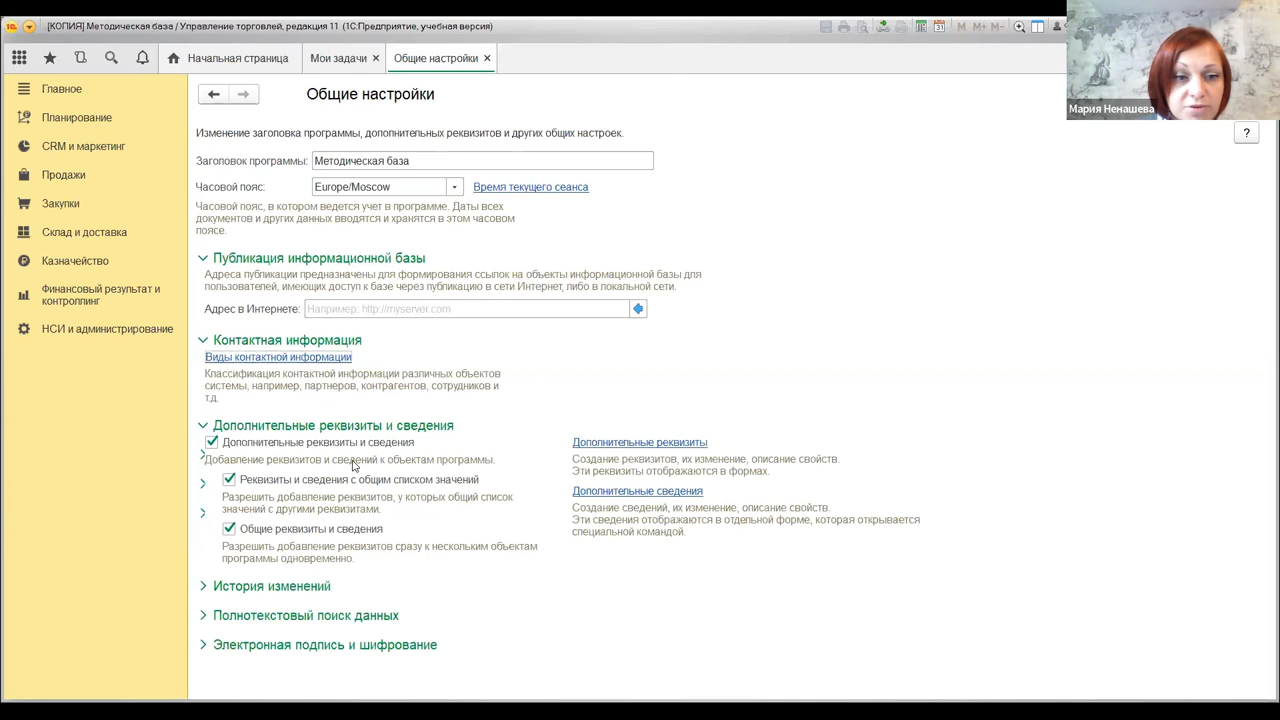 [КОПИЯ] Методическая база / Управление торговлей, редакция 11 (1С:Предприятие, учебная версия)
M M+ M-
Начальная страница
Мои задачи ×
Общие настройки ×
Мария Ненашева
Главное
Планирование
CRM и маркетинг
Продажи
Закупки
Склад и доставка
Казначейство
Финансовый результат и
контроллинг
НСИ и администрирование
Общие настройки
?
Изменение заголовка программы, дополнительных реквизитов и других общих настроек.
Заголовок программы: Методическая база
Часовой пояс: Europe/Moscow Время текущего сеанса
Часовой пояс, в котором ведется учет в программе. Даты всех
документов и других данных вводятся и хранятся в этом часовом
поясе.
Публикация информационной базы
Адреса публикации предназначены для формирования ссылок на объекты информационной базы для
пользователей, имеющих доступ к базе через публикацию в сети Интернет, либо в локальной сети.
Адрес в Интернете: Например: http://myserver.com
Контактная информация
Виды контактной информации
Классификация контактной информации различных объектов
системы, например, партнеров, контрагентов, сотрудников и
т.д.
Дополнительные реквизиты и сведения
Дополнительные реквизиты и сведения
Добавление реквизитов и сведений к объектам программы.
Реквизиты и сведения с общим списком значений
Разрешить добавление реквизитов, у которых общий список
значений с другими реквизитами.
Общие реквизиты и сведения
Разрешить добавление реквизитов сразу к нескольким объектам
программы одновременно.
Дополнительные реквизиты
Создание реквизитов, их изменение, описание свойств.
Эти реквизиты отображаются в формах.
Дополнительные сведения
Создание сведений, их изменение, описание свойств.
Эти сведения отображаются в отдельной форме, которая открывается
специальной командой.
История изменений
Полнотекстовый поиск данных
Электронная подпись и шифрование